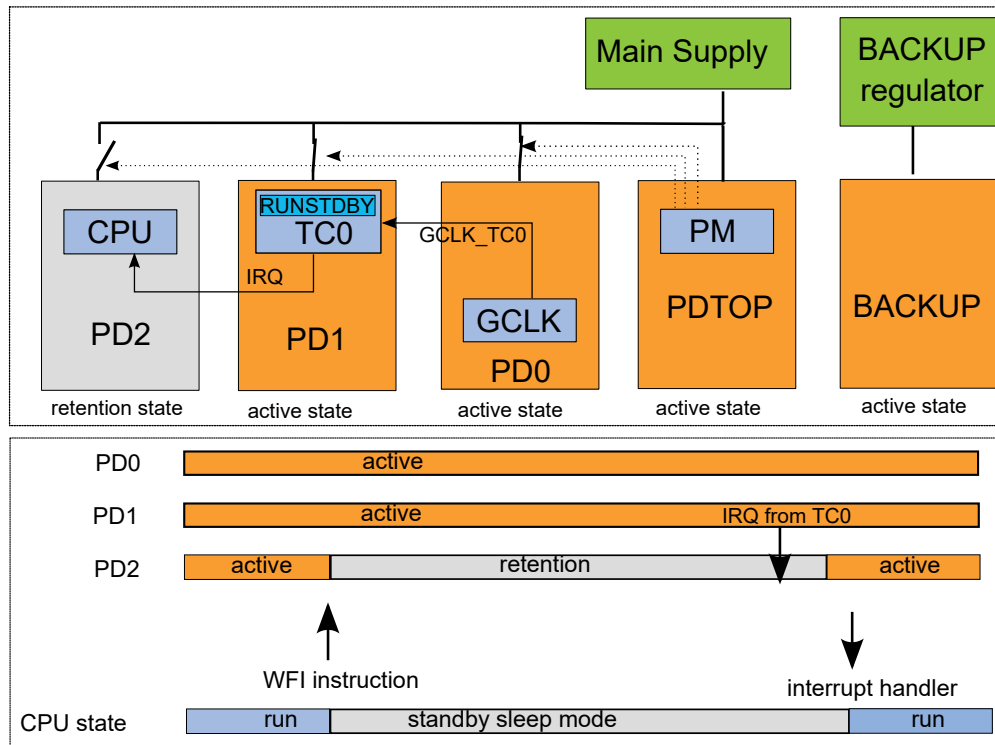 Main Supply
BACKUP
regulator
RUNSTDBY
CPU
TC0
GCLK_TC0
PM
IRQ
GCLK
PD2
PD1
PD0
PDTOP
BACKUP
retention state
active state
active state
active state
active state
PD0
active
PD1
active
IRQ from TC0
PD2
active
retention
active
WFI instruction
interrupt handler
CPU state
run
standby sleep mode
run